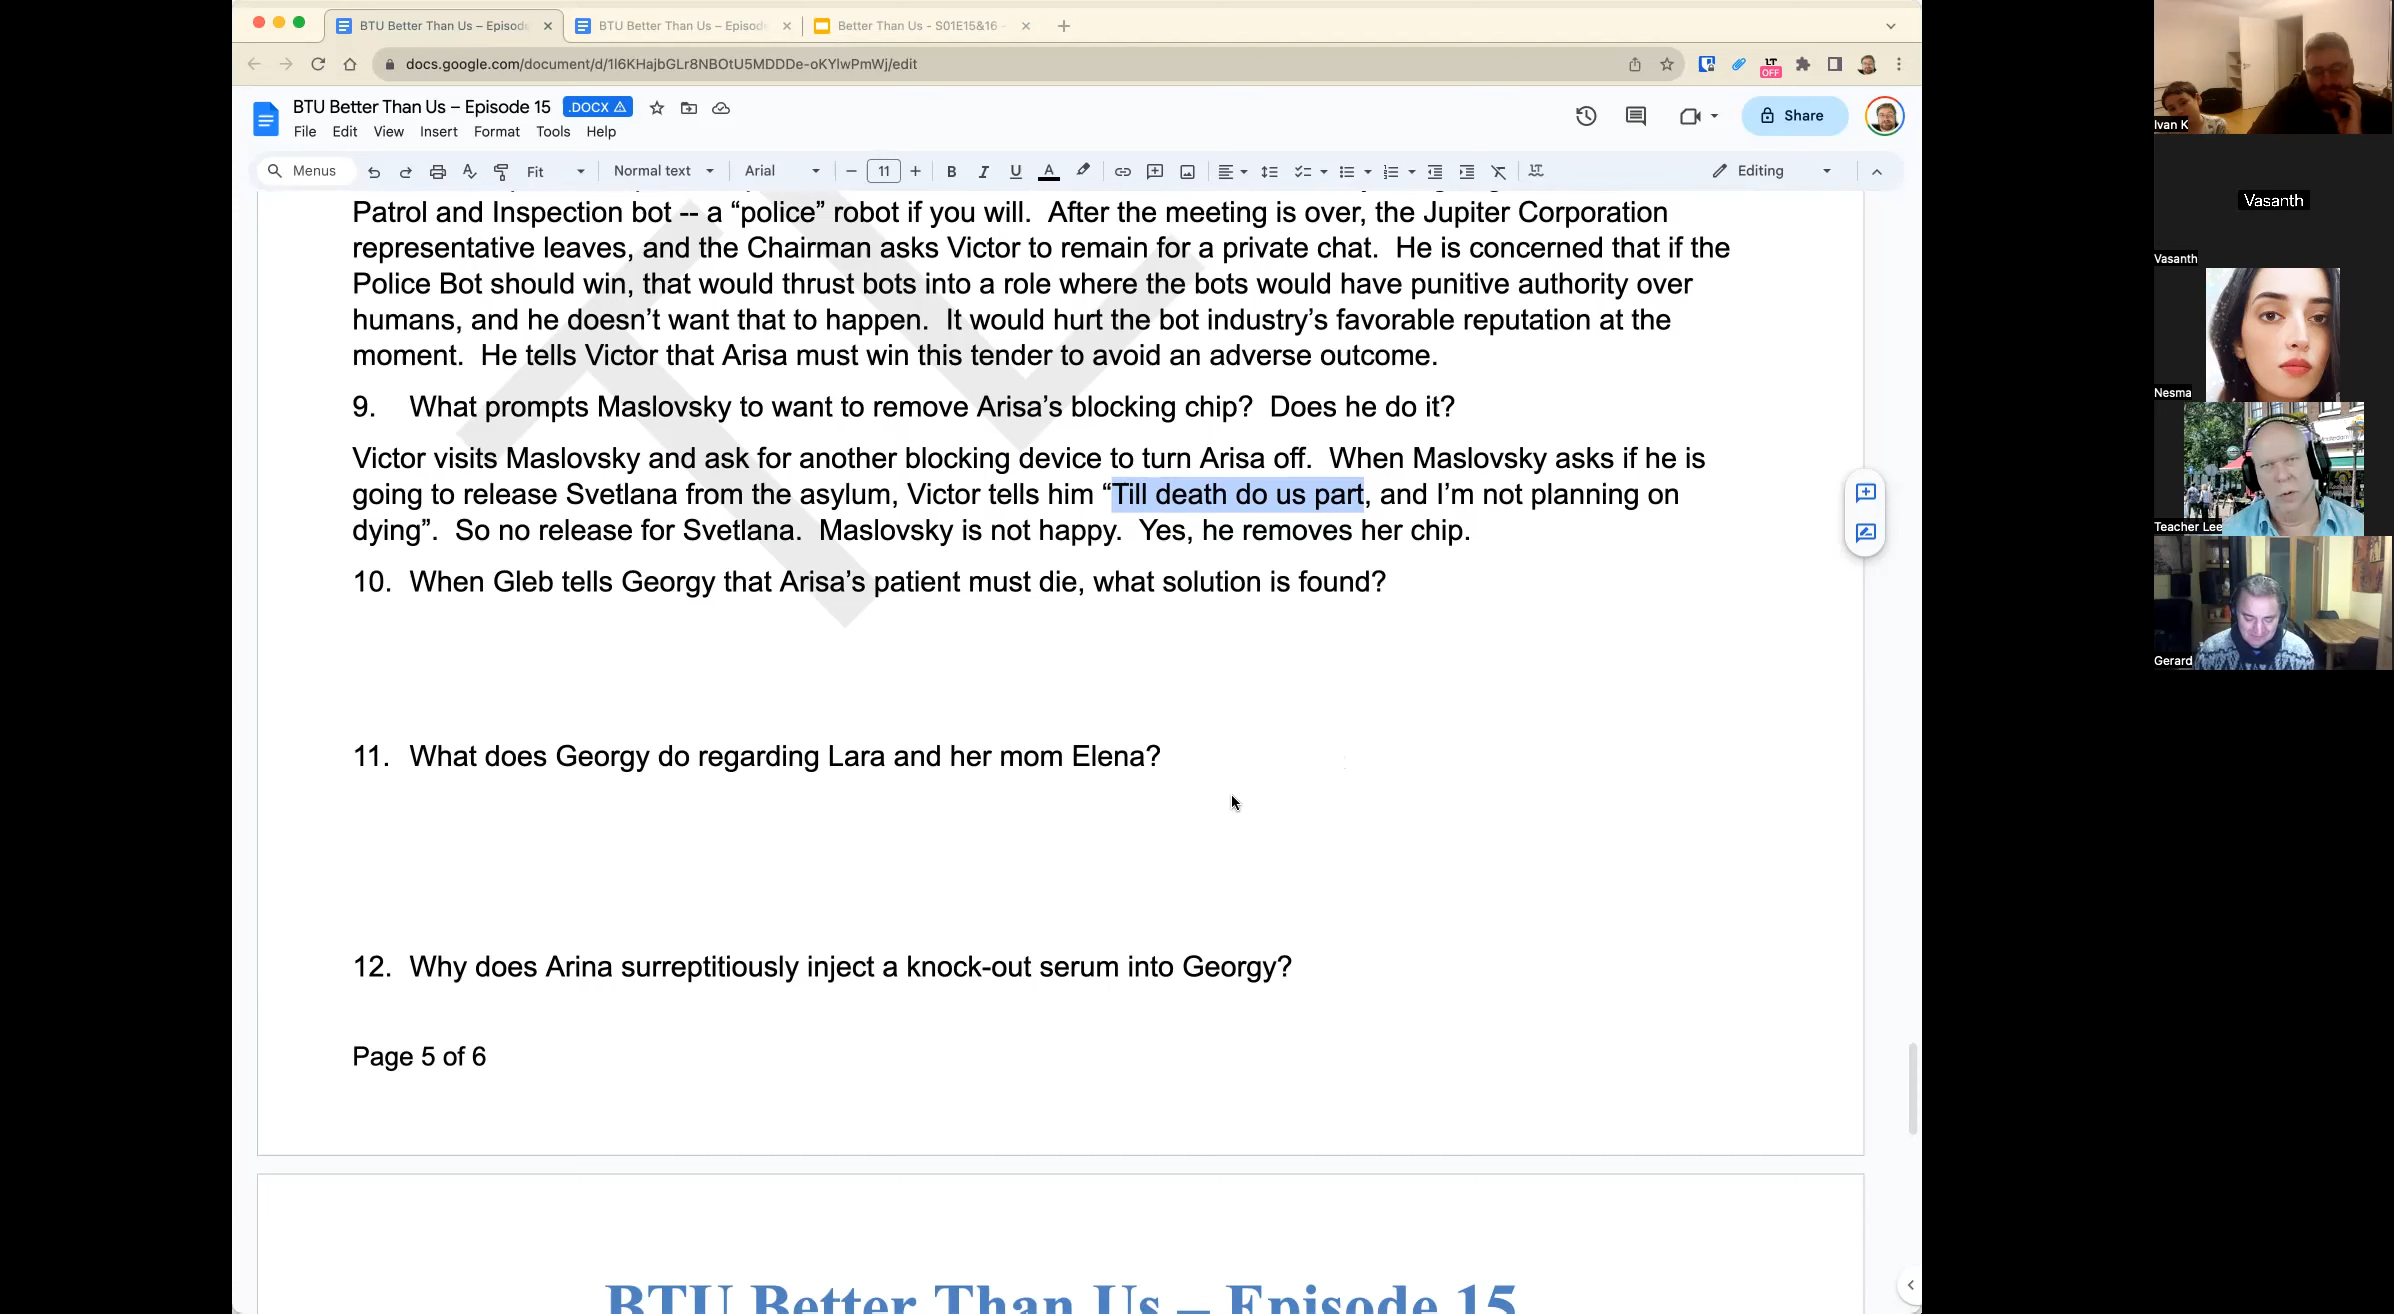 BTU Better Than Us – Episode
BTU Better Than Us – Episode
Better Than Us - S01E15&16 -
docs.google.com/document/d/1I6KHajbGLr8NBOtU5MDDDe-oKYlwPmWj/edit
LT OFF
BTU Better Than Us – Episode 15 .DOCX
File Edit View Insert Format Tools Help
Share
Menus Fit Normal text Arial 11 B I U A Editing
Patrol and Inspection bot -- a “police” robot if you will.  After the meeting is over, the Jupiter Corporation
representative leaves, and the Chairman asks Victor to remain for a private chat.  He is concerned that if the
Police Bot should win, that would thrust bots into a role where the bots would have punitive authority over
humans, and he doesn’t want that to happen.  It would hurt the bot industry’s favorable reputation at the
moment.  He tells Victor that Arisa must win this tender to avoid an adverse outcome.
9. What prompts Maslovsky to want to remove Arisa’s blocking chip?  Does he do it?
Victor visits Maslovsky and ask for another blocking device to turn Arisa off.  When Maslovsky asks if he is
going to release Svetlana from the asylum, Victor tells him “Till death do us part, and I’m not planning on
dying”.  So no release for Svetlana.  Maslovsky is not happy.  Yes, he removes her chip.
10. When Gleb tells Georgy that Arisa’s patient must die, what solution is found?
11. What does Georgy do regarding Lara and her mom Elena?
12. Why does Arina surreptitiously inject a knock-out serum into Georgy?
Page 5 of 6
BTU Better Than Us – Episode 15
Ivan K
Vasanth
Vasanth
Nesma
Teacher Lee
Gerard